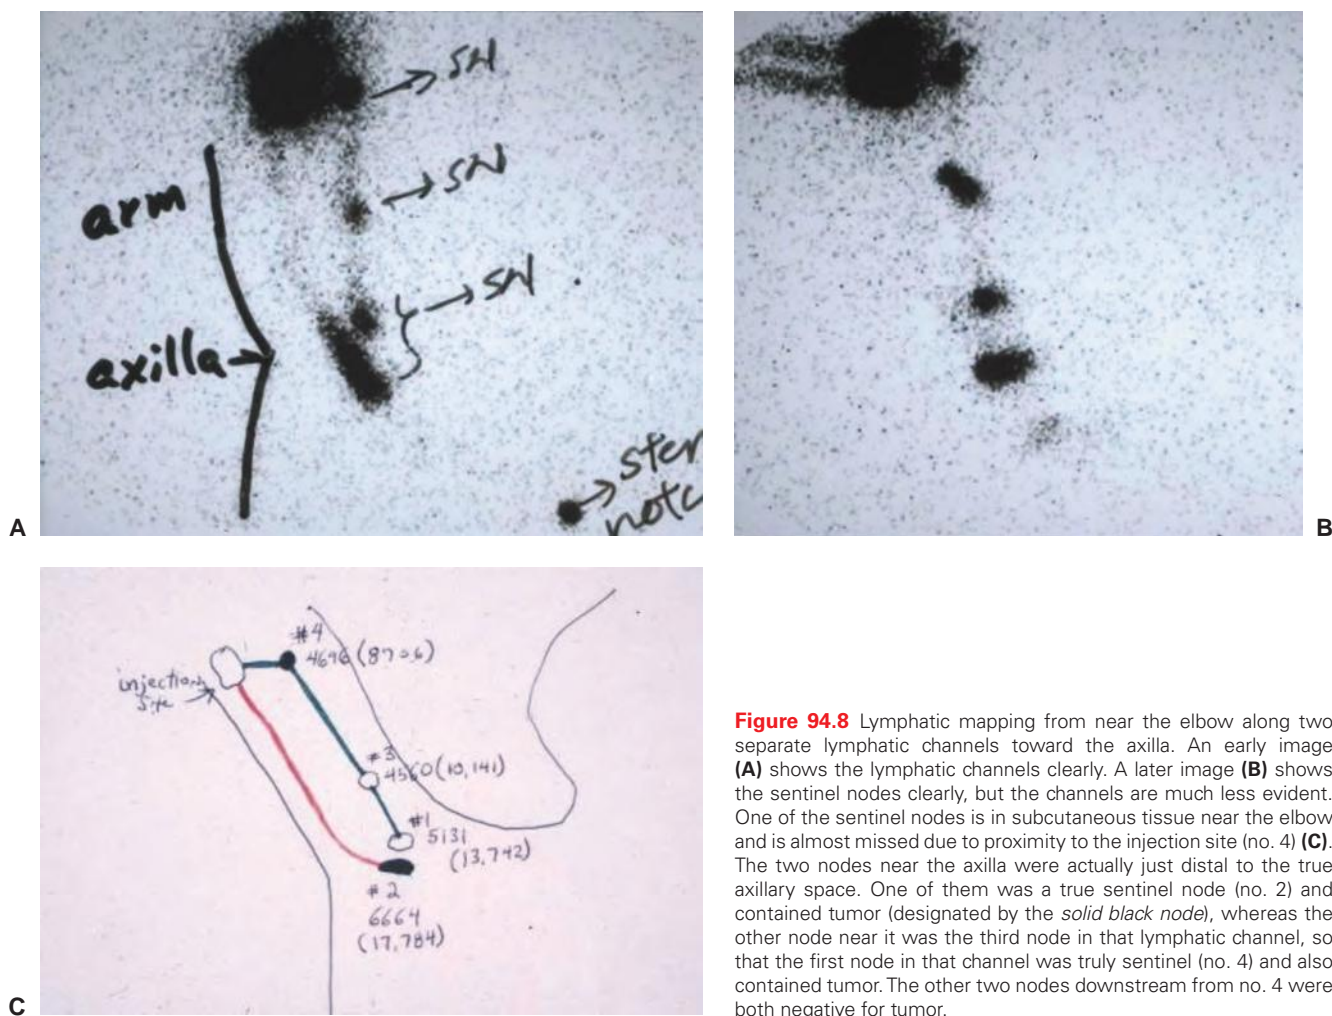 → SN
→ SN
arm
→ SN
axilla →
ster
notc
A
B
#4
4696 (8706)
injection
site
#3
4560 (10,141)
#1
5131
(13,742)
#2
6664
(17,784)
C
Figure 94.8 Lymphatic mapping from near the elbow along two
separate lymphatic channels toward the axilla. An early image
(A) shows the lymphatic channels clearly. A later image (B) shows
the sentinel nodes clearly, but the channels are much less evident.
One of the sentinel nodes is in subcutaneous tissue near the elbow
and is almost missed due to proximity to the injection site (no. 4) (C).
The two nodes near the axilla were actually just distal to the true
axillary space. One of them was a true sentinel node (no. 2) and
contained tumor (designated by the solid black node), whereas the
other node near it was the third node in that lymphatic channel, so
that the first node in that channel was truly sentinel (no. 4) and also
contained tumor. The other two nodes downstream from no. 4 were
both negative for tumor.